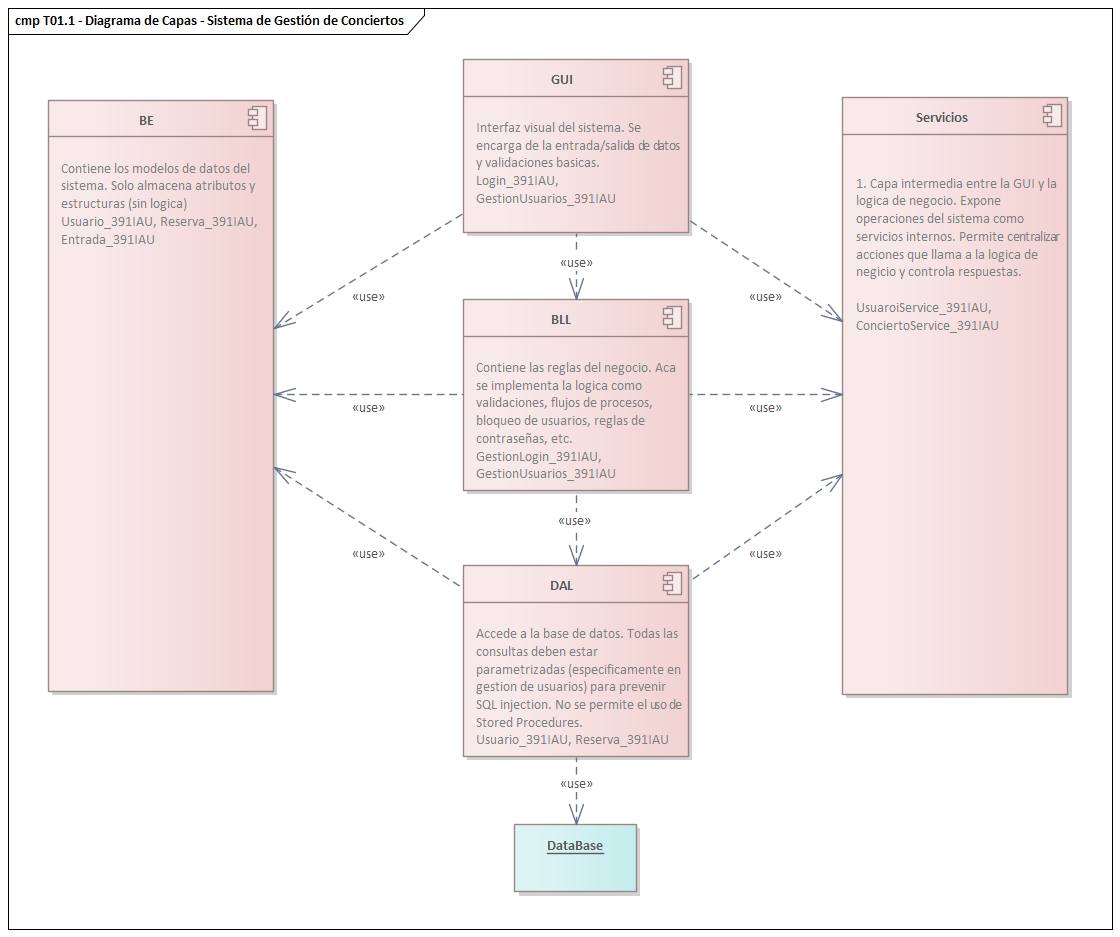 cmp T01.1 - Diagrama de Capas - Sistema de Gestión de Conciertos
GUI
Interfaz visual del sistema. Se
encarga de la entrada/salida de datos
y validaciones basicas.
Login_391IAU,
GestionUsuarios_391IAU
BE
Contiene los modelos de datos del
sistema. Solo almacena atributos y
estructuras (sin logica)
Usuario_391IAU, Reserva_391IAU,
Entrada_391IAU
Servicios
1. Capa intermedia entre la GUI y la
logica de negocio. Expone
operaciones del sistema como
servicios internos. Permite centralizar
acciones que llama a la logica de
negicio y controla respuestas.
UsuaroiService_391IAU,
ConciertoService_391IAU
«use»
«use»
«use»
BLL
Contiene las reglas del negocio. Aca
se implementa la logica como
validaciones, flujos de procesos,
bloqueo de usuarios, reglas de
contraseñas, etc.
GestionLogin_391IAU,
GestionUsuarios_391IAU
«use»
«use»
«use»
«use»
«use»
DAL
Accede a la base de datos. Todas las
consultas deben estar
parametrizadas (especificamente en
gestion de usuarios) para prevenir
SQL injection. No se permite el uso de
Stored Procedures.
Usuario_391IAU, Reserva_391IAU
«use»
DataBase